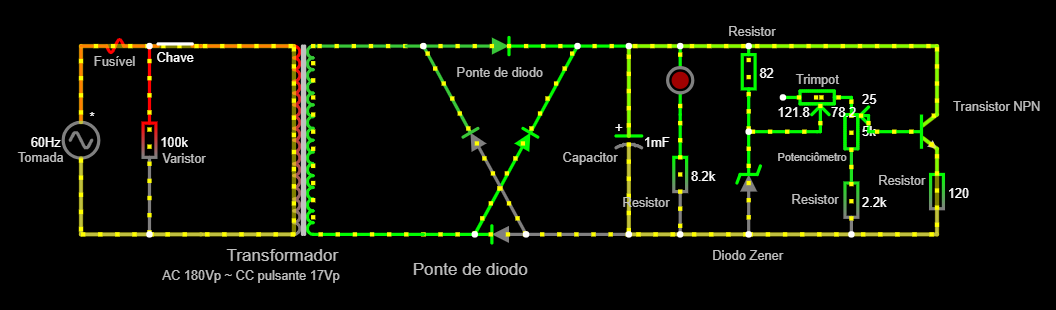 Resistor
Fusível
Chave
Ponte de diodo
82
Trimpot
121.8
78.2
25
5k
Transistor NPN
*
60Hz
Tomada
100k
Varistor
+
1mF
Capacitor
8.2k
Resistor
Potenciômetro
Resistor
2.2k
Resistor
120
Transformador
AC 180Vp ~ CC pulsante 17Vp
Ponte de diodo
Diodo Zener